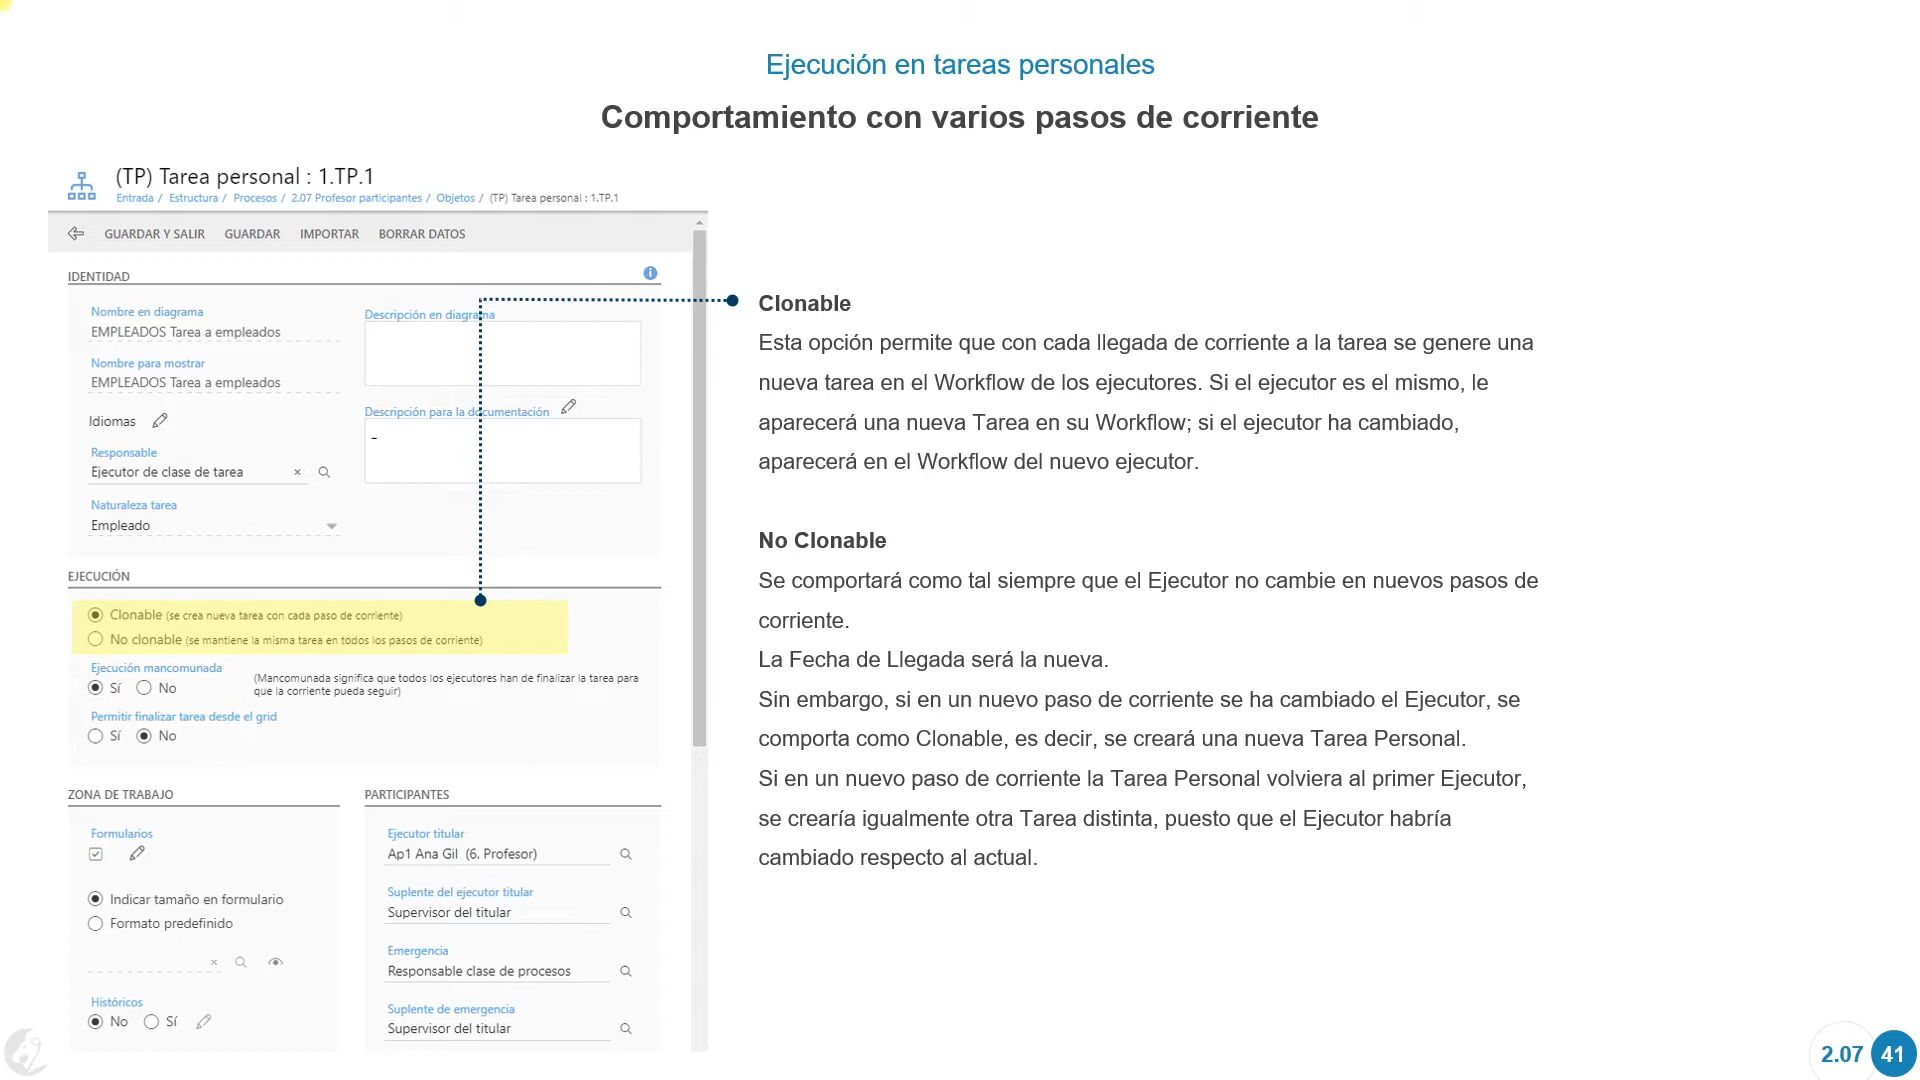 Ejecución en tareas personales
Comportamiento con varios pasos de corriente
(TP) Tarea personal : 1.TP.1
Entrada / Estructura / Procesos / 2.07 Profesor participantes / Objetos / (TP) Tarea personal : 1.TP.1
GUARDAR Y SALIR GUARDAR IMPORTAR BORRAR DATOS
IDENTIDAD
Nombre en diagrama
EMPLEADOS Tarea a empleados
Nombre para mostrar
EMPLEADOS Tarea a empleados
Idiomas
Responsable
Ejecutor de clase de tarea
Naturaleza tarea
Empleado
Descripción en diagrama
Descripción para la documentación
-
EJECUCIÓN
Clonable (se crea nueva tarea con cada paso de corriente)
No clonable (se mantiene la misma tarea en todos los pasos de corriente)
Ejecución mancomunada
Sí No
(Mancomunada significa que todos los ejecutores han de finalizar la tarea para
que la corriente pueda seguir)
Permitir finalizar tarea desde el grid
Sí No
ZONA DE TRABAJO
Formularios
Indicar tamaño en formulario
Formato predefinido
Históricos
No Sí
PARTICIPANTES
Ejecutor titular
Ap1 Ana Gil (6. Profesor)
Suplente del ejecutor titular
Supervisor del titular
Emergencia
Responsable clase de procesos
Suplente de emergencia
Supervisor del titular
Clonable
Esta opción permite que con cada llegada de corriente a la tarea se genere una
nueva tarea en el Workflow de los ejecutores. Si el ejecutor es el mismo, le
aparecerá una nueva Tarea en su Workflow; si el ejecutor ha cambiado,
aparecerá en el Workflow del nuevo ejecutor.
No Clonable
Se comportará como tal siempre que el Ejecutor no cambie en nuevos pasos de
corriente.
La Fecha de Llegada será la nueva.
Sin embargo, si en un nuevo paso de corriente se ha cambiado el Ejecutor, se
comporta como Clonable, es decir, se creará una nueva Tarea Personal.
Si en un nuevo paso de corriente la Tarea Personal volviera al primer Ejecutor,
se crearía igualmente otra Tarea distinta, puesto que el Ejecutor habría
cambiado respecto al actual.
2.07 41